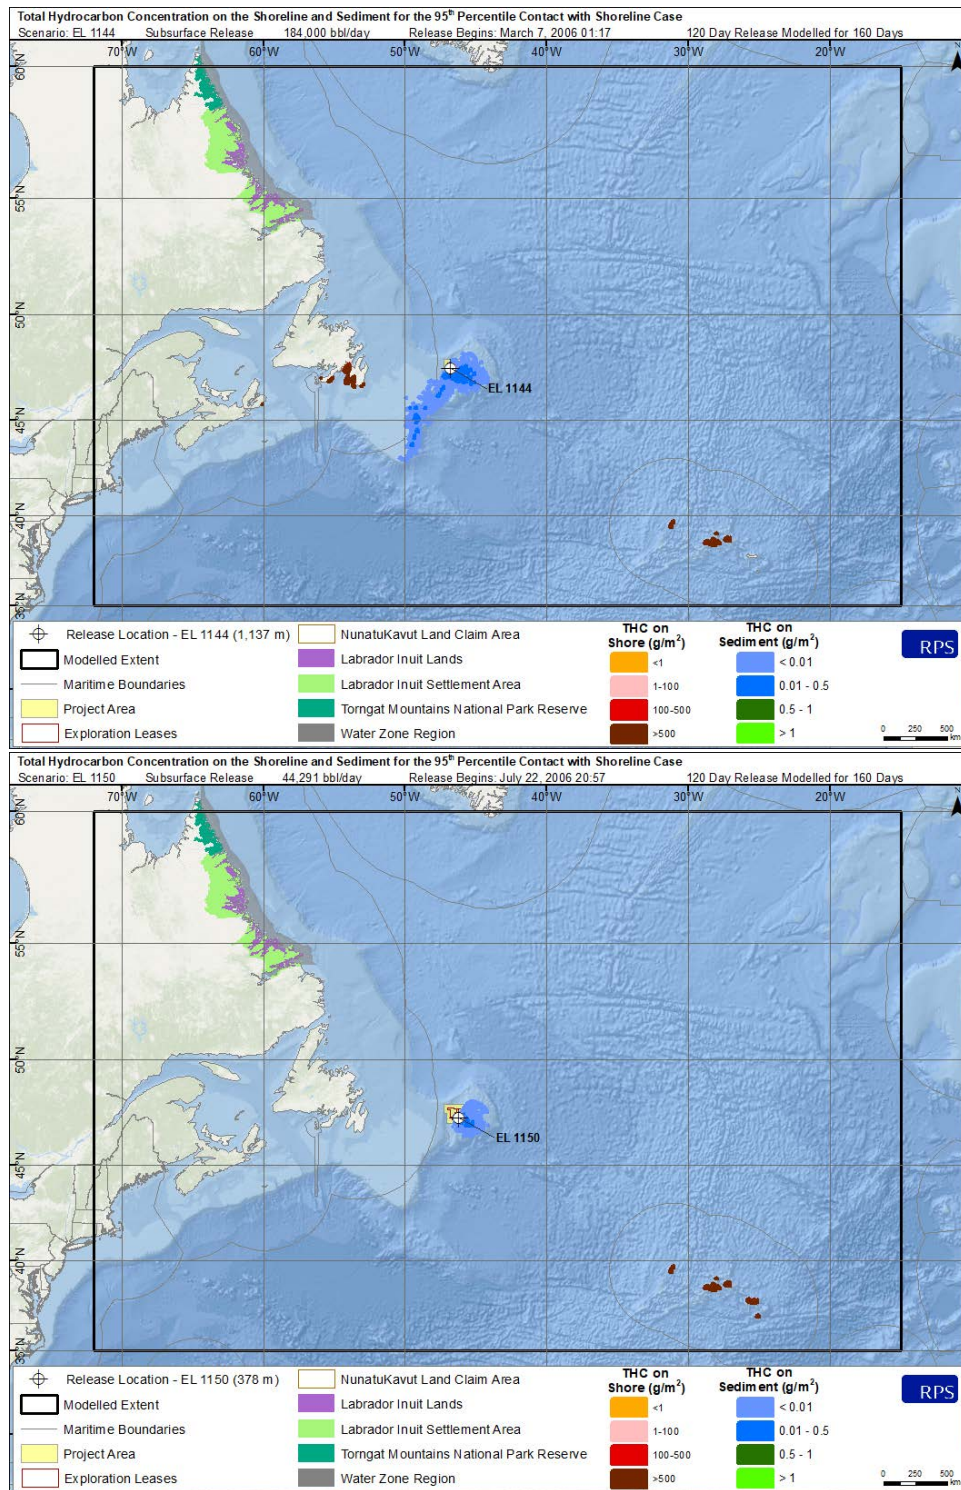 Total Hydrocarbon Concentration on the Shoreline and Sediment for the 95th Percentile Contact with Shoreline Case
Scenario: EL 1144 Subsurface Release 184,000 bbl/day Release Begins: March 7, 2006 01:17 120 Day Release Modelled for 160 Days
70°W 60°W 50°W 40°W 30°W 20°W
N
60°N
55°N
50°N
EL 1144
45°N
40°N
35°N
Release Location - EL 1144 (1,137 m)
Modelled Extent
Maritime Boundaries
Project Area
Exploration Leases
NunatuKavut Land Claim Area
Labrador Inuit Lands
Labrador Inuit Settlement Area
Torngat Mountains National Park Reserve
Water Zone Region
THC on
Shore (g/m²)
<1
1-100
100-500
>500
THC on
Sediment (g/m²)
< 0.01
0.01 - 0.5
0.5 - 1
> 1
RPS
0 250 500
km
Total Hydrocarbon Concentration on the Shoreline and Sediment for the 95th Percentile Contact with Shoreline Case
Scenario: EL 1150 Subsurface Release 44,291 bbl/day Release Begins: July 22, 2006 20:57 120 Day Release Modelled for 160 Days
70°W 60°W 50°W 40°W 30°W 20°W
N
60°N
55°N
50°N
EL 1150
45°N
40°N
35°N
Release Location - EL 1150 (378 m)
Modelled Extent
Maritime Boundaries
Project Area
Exploration Leases
NunatuKavut Land Claim Area
Labrador Inuit Lands
Labrador Inuit Settlement Area
Torngat Mountains National Park Reserve
Water Zone Region
THC on
Shore (g/m²)
<1
1-100
100-500
>500
THC on
Sediment (g/m²)
< 0.01
0.01 - 0.5
0.5 - 1
> 1
RPS
0 250 500
km